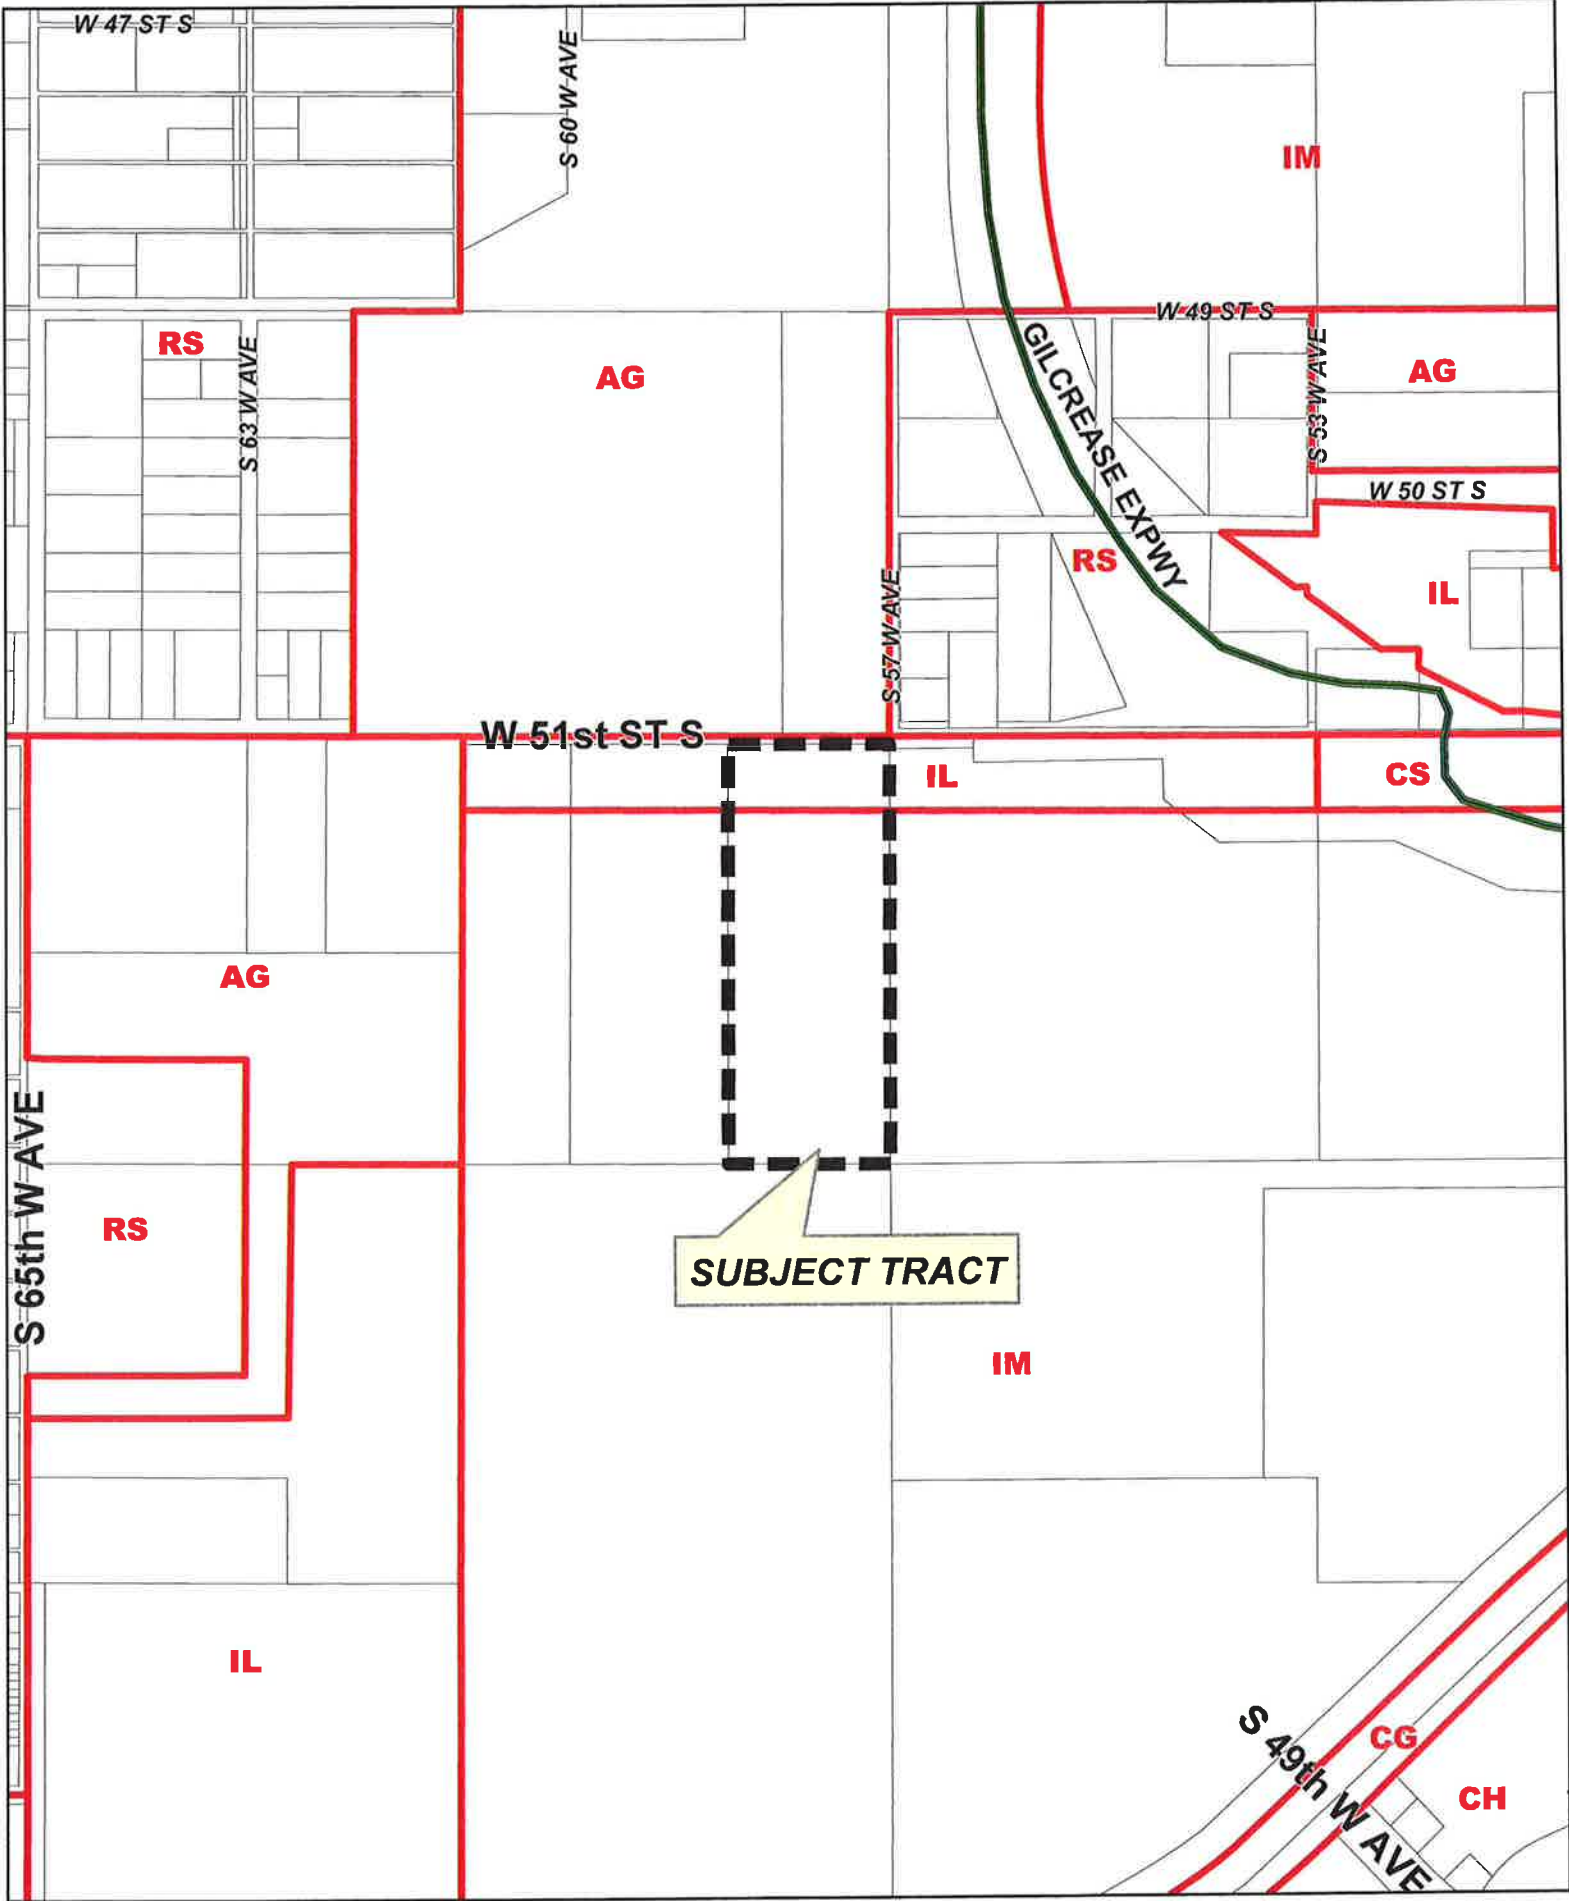 W 47 ST S
S 60 W AVE
IM
W 49 ST S
RS
S 63 W AVE
AG
GILCREASE EXPWY
S 53 W AVE
AG
W 50 ST S
RS
IL
S 57 W AVE
W 51st ST S
IL
CS
AG
S 65th W AVE
RS
SUBJECT TRACT
IM
IL
S 49th W AVE
CG
CH